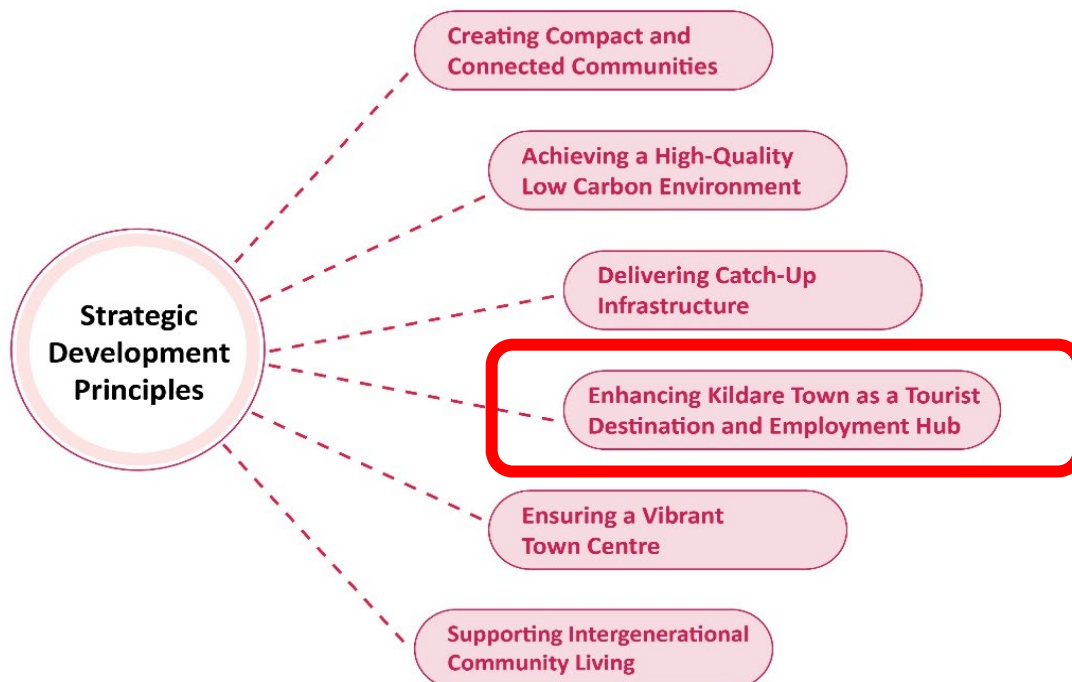 Creating Compact and
Connected Communities
Achieving a High-Quality
Low Carbon Environment
Delivering Catch-Up
Infrastructure
Strategic
Development
Principles
Enhancing Kildare Town as a Tourist
Destination and Employment Hub
Ensuring a Vibrant
Town Centre
Supporting Intergenerational
Community Living